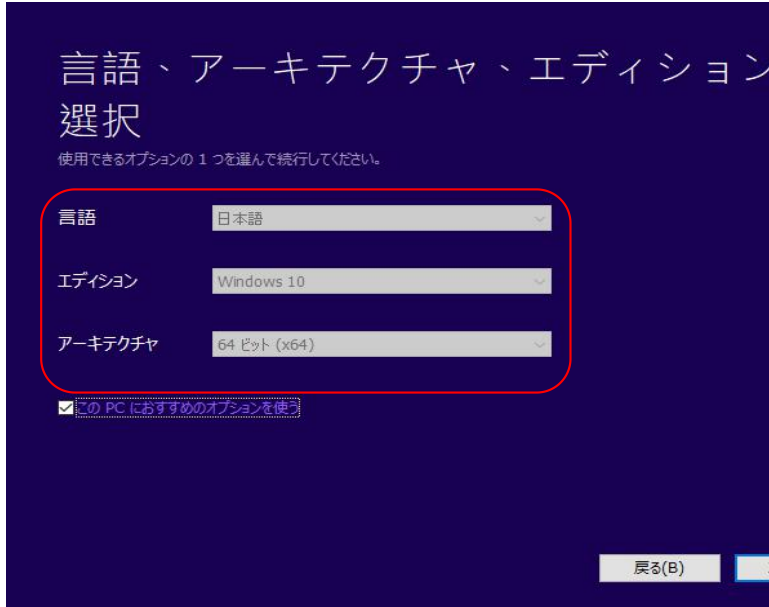 言語、アーキテクチャ、エディション
選択
使用できるオプションの 1 つを選んで続行してください。
言語 日本語
エディション Windows 10
アーキテクチャ 64 ビット (x64)
この PC におすすめのオプションを使う
戻る(B)